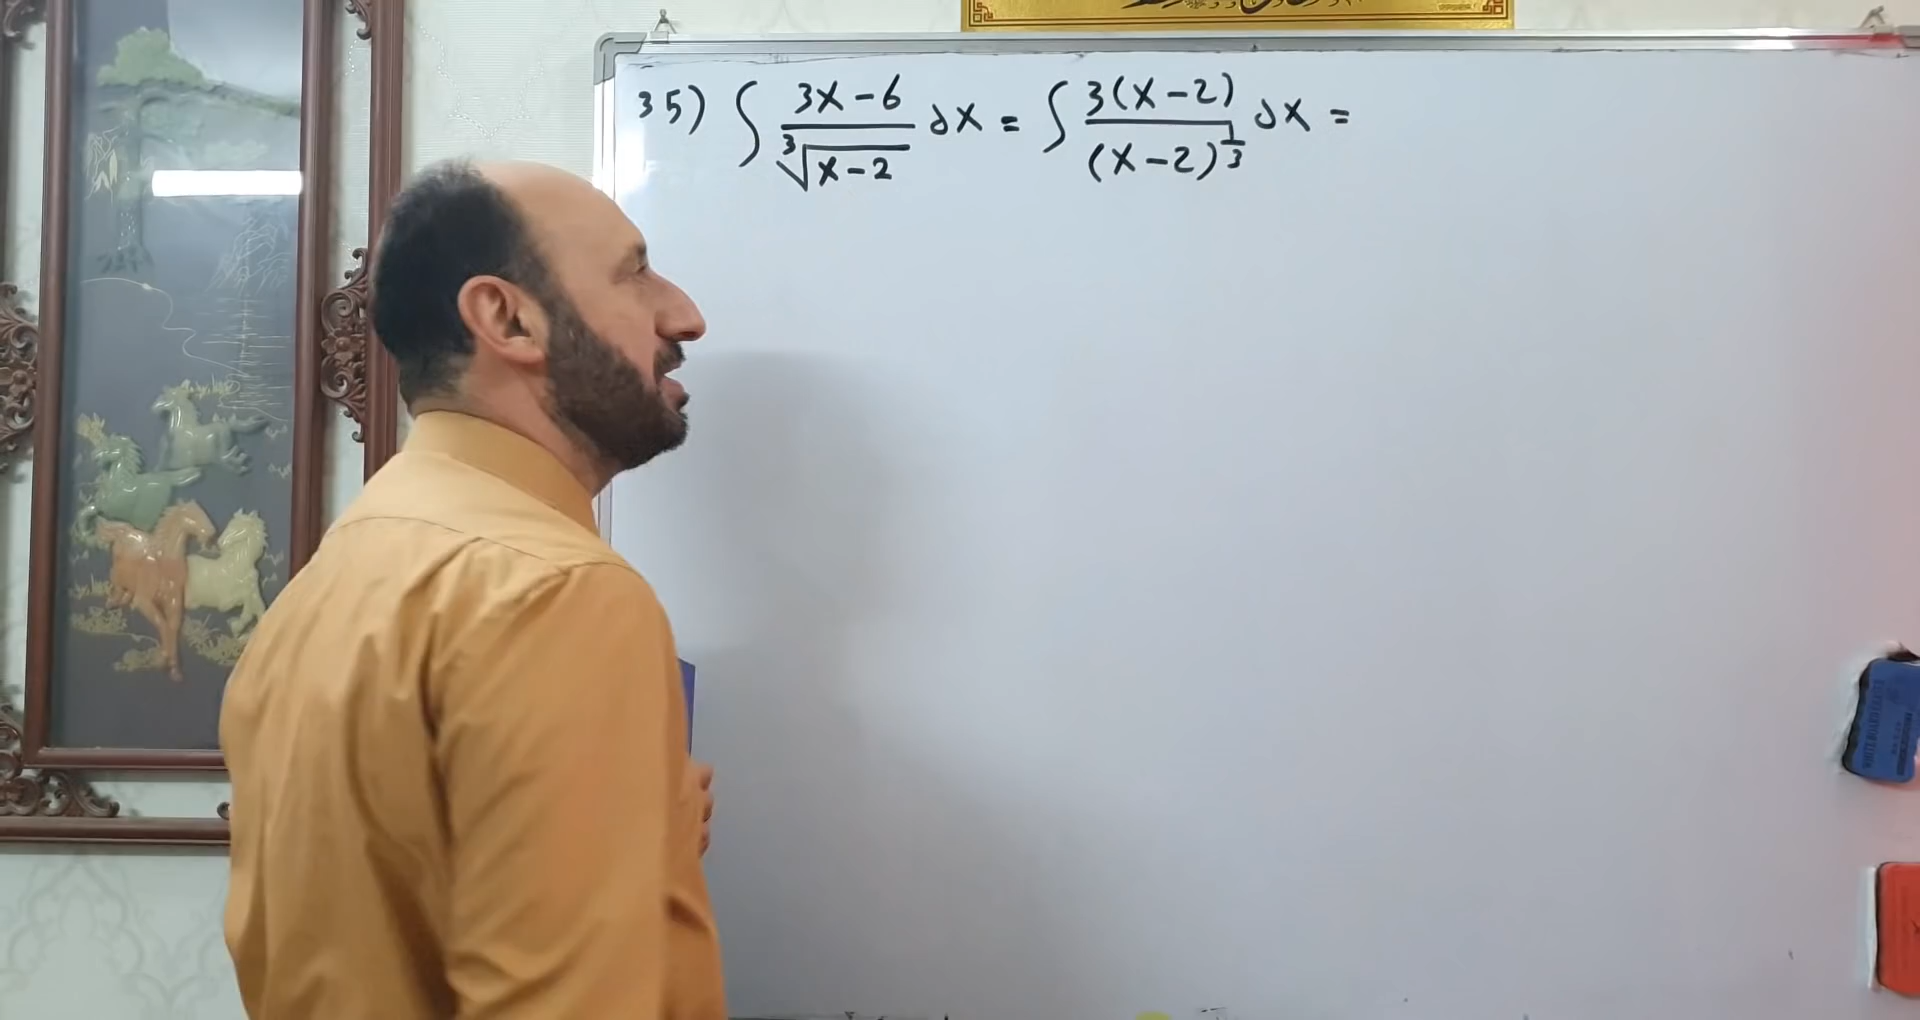 35) ∫ 3x-6 / ∛(x-2) dx = ∫ 3(x-2) / (x-2)^(1/3) dx =